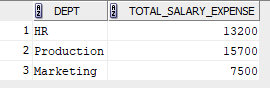 DEPT TOTAL_SALARY_EXPENSE
1 HR 13200
2 Production 15700
3 Marketing 7500